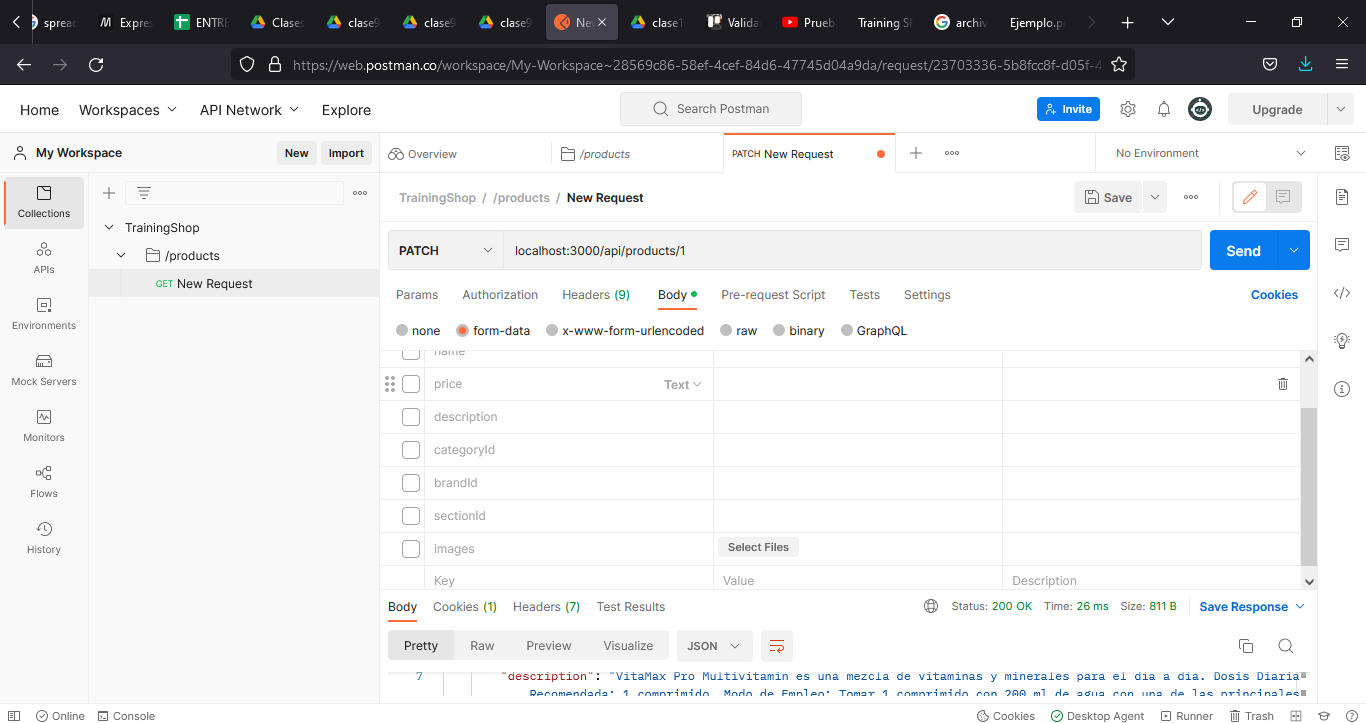 sprea
Expres
ENTRE
Clases
clase9
clase9
clase9
Ne
clase1
Valida
Prueb
Training Sh
archiv
Ejemplo.p
https://web.postman.co/workspace/My-Workspace~28569c86-58ef-4cef-84d6-47745d04a9da/request/23703336-5b8fcc8f-d05f-4
Home Workspaces API Network Explore Search Postman Invite Upgrade
My Workspace New Import Overview /products PATCH New Request No Environment
Collections
APIs
Environments
Mock Servers
Monitors
Flows
History
TrainingShop
/products
GET New Request
TrainingShop / /products / New Request Save
PATCH localhost:3000/api/products/1 Send
Params Authorization Headers (9) Body Pre-request Script Tests Settings Cookies
none form-data x-www-form-urlencoded raw binary GraphQL
name
price Text
description
categoryId
brandId
sectionId
images Select Files
Key Value Description
Body Cookies (1) Headers (7) Test Results Status: 200 OK Time: 26 ms Size: 811 B Save Response
Pretty Raw Preview Visualize JSON
7 "description": "VitaMax Pro Multivitamin es una mezcla de vitaminas y minerales para el día a día. Dosis Diaria
Recomendada: 1 comprimido. Modo de Empleo: Tomar 1 comprimido con 200 ml de agua con una de las principales
Online Console Cookies Desktop Agent Runner Trash